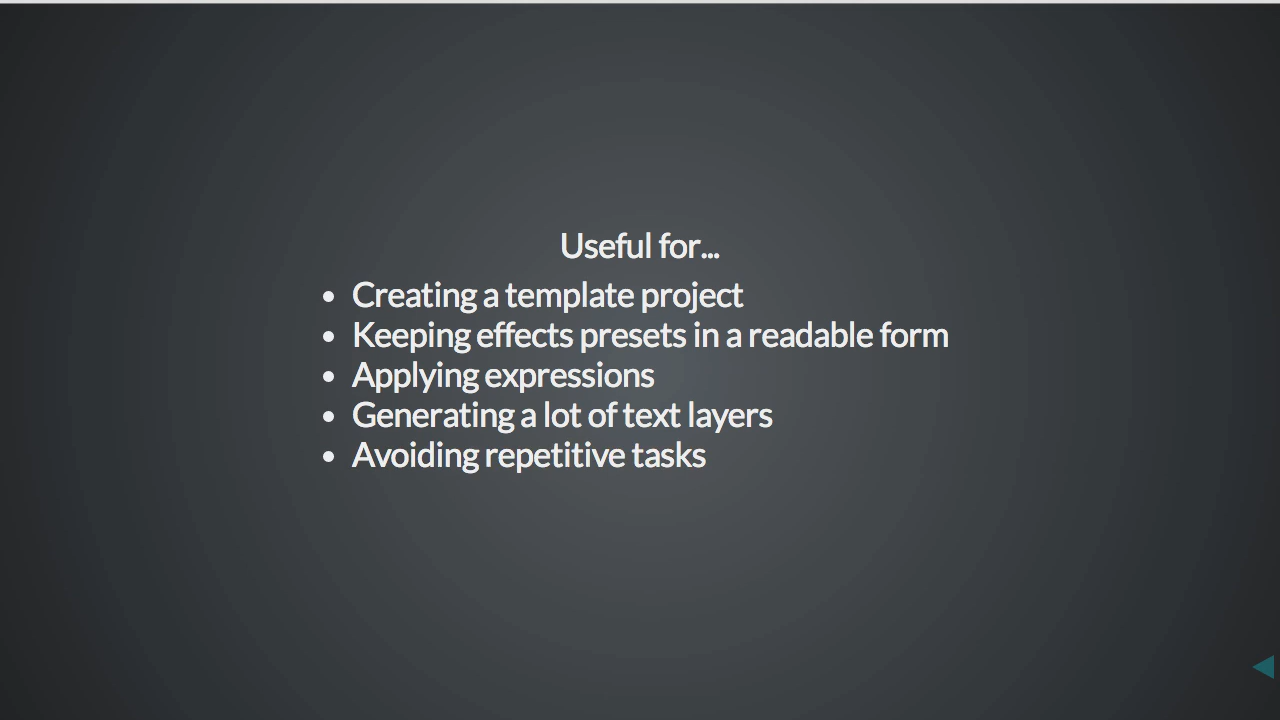 Useful for...
• Creating a template project
• Keeping effects presets in a readable form
• Applying expressions
• Generating a lot of text layers
• Avoiding repetitive tasks